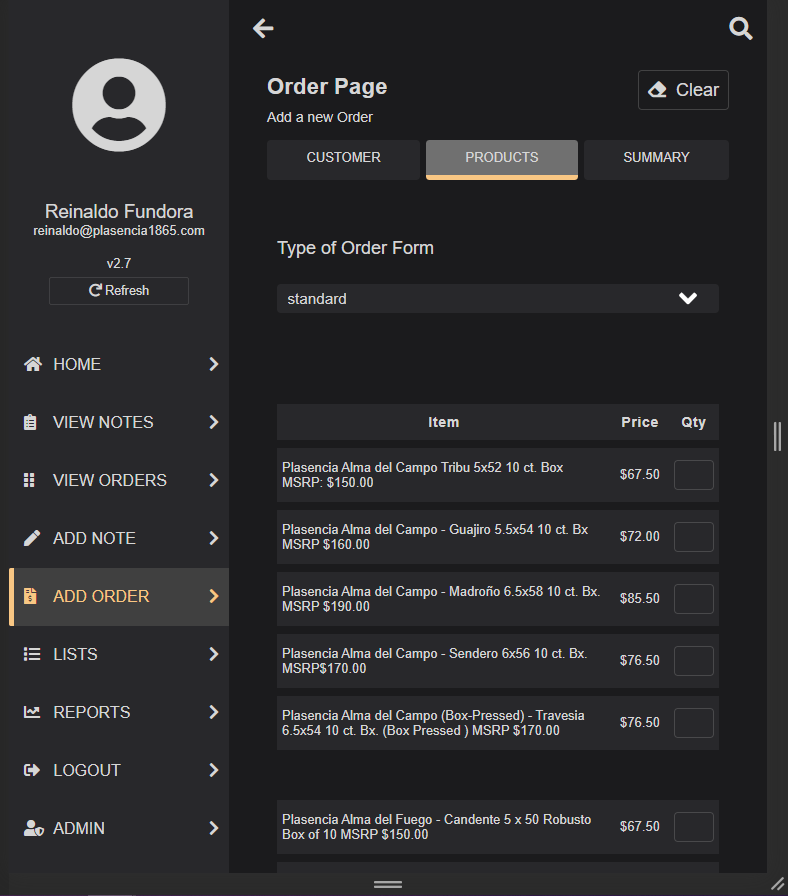 Order Page
Clear
Add a new Order
CUSTOMER
PRODUCTS
SUMMARY
Reinaldo Fundora
reinaldo@plasencia1865.com
v2.7
Refresh
HOME
VIEW NOTES
VIEW ORDERS
ADD NOTE
ADD ORDER
LISTS
REPORTS
LOGOUT
ADMIN
Type of Order Form
standard
Item Price Qty
Plasencia Alma del Campo Tribu 5x52 10 ct. Box
MSRP: $150.00
$67.50
Plasencia Alma del Campo - Guajiro 5.5x54 10 ct. Bx
MSRP $160.00
$72.00
Plasencia Alma del Campo - Madroño 6.5x58 10 ct. Bx.
MSRP $190.00
$85.50
Plasencia Alma del Campo - Sendero 6x56 10 ct. Bx.
MSRP$170.00
$76.50
Plasencia Alma del Campo (Box-Pressed) - Travesia
6.5x54 10 ct. Bx. (Box Pressed ) MSRP $170.00
$76.50
Plasencia Alma del Fuego - Candente 5 x 50 Robusto
Box of 10 MSRP $150.00
$67.50